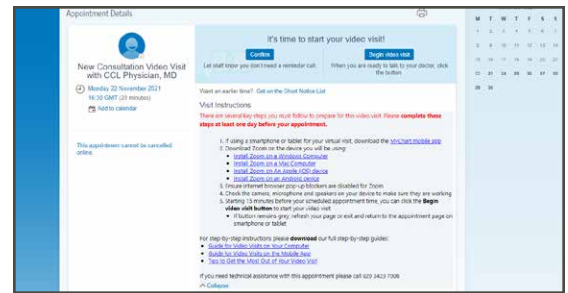 Appointment Details
It's time to start your video visit!
Confirm
Begin video visit
Let staff know you don't need a reminder call.
When you are ready to talk to your doctor, click
the button.
New Consultation Video Visit
with CCL Physician, MD
Monday 22 November 2021
16:30 GMT (20 minutes)
Add to calendar
This appointment cannot be cancelled
online.
Want an earlier time? Get on the Short Notice List
Visit Instructions
There are several key steps you must follow to prepare for this video visit. Please complete these
steps at least one day before your appointment.
1. If using a smartphone or tablet for your virtual visit, download the MyChart mobile app
2. Download Zoom on the device you will be using:
• Install Zoom on a Windows Computer
• Install Zoom on a Mac Computer
• Install Zoom on An Apple iOD device
• Install Zoom on an Android device
3. Ensure internet browser pop-up blockers are disabled for Zoom
4. Check the camera, microphone and speakers on your device to make sure they are working
5. Starting 15 minutes before your scheduled appointment time, you can click the Begin
video visit button to start your video visit
• If button remains grey, refresh your page or exit and return to the appointment page on
smartphone or tablet
For step-by-step instructions please download our full step-by-step guides:
• Guide for Video Visits on Your Computer
• Guide for Video Visits on the Mobile App
• Tips to Get the Most Out of Your Video Visit
If you need technical assistance with this appointment please call 020 3423 7008
Collapse
M T W T F S S